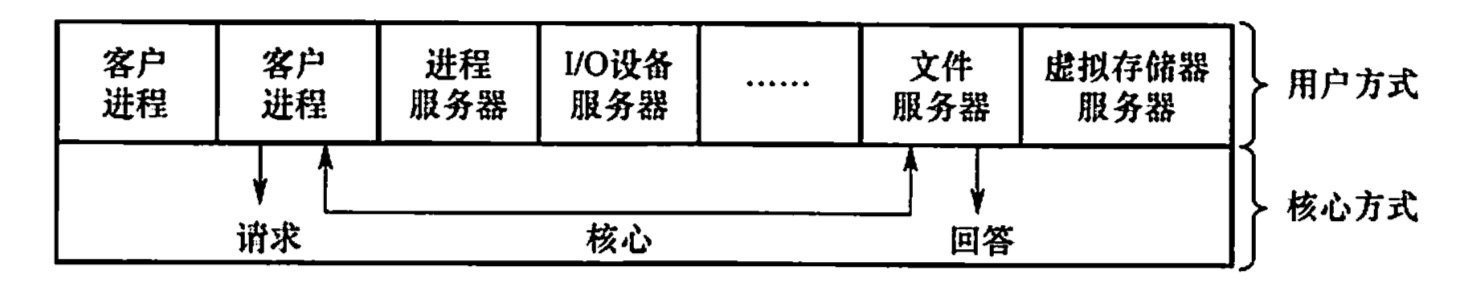 客户
进程
客户
进程
进程
服务器
I/O设备
服务器
……
文件
服务器
虚拟存储器
服务器
用户方式
请求
核心
回答
核心方式